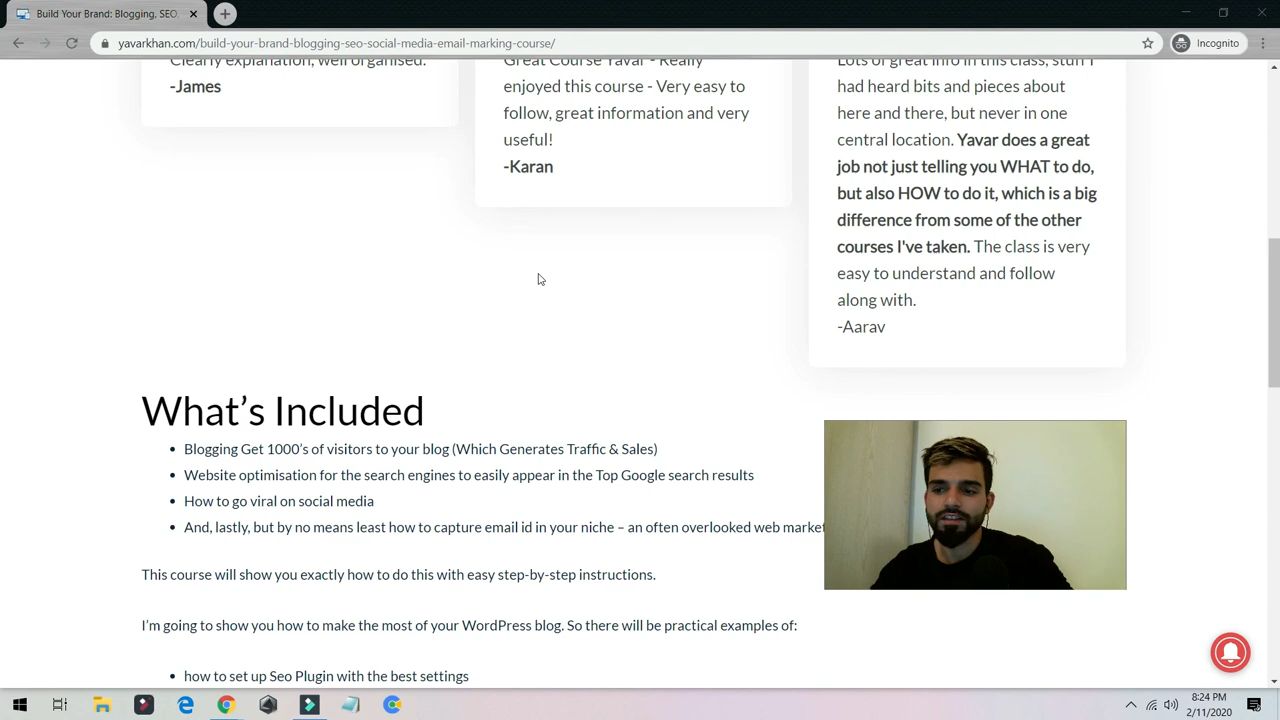 Build Your Brand: Blogging, SEO,
yavarkhan.com/build-your-brand-blogging-seo-social-media-email-marking-course/
Incognito
Clearly explanation, well organised.
-James
Great Course Yavar - Really
enjoyed this course - Very easy to
follow, great information and very
useful!
-Karan
Lots of great info in this class, stuff I
had heard bits and pieces about
here and there, but never in one
central location. Yavar does a great
job not just telling you WHAT to do,
but also HOW to do it, which is a big
difference from some of the other
courses I've taken. The class is very
easy to understand and follow
along with.
-Aarav
What's Included
• Blogging Get 1000's of visitors to your blog (Which Generates Traffic & Sales)
• Website optimisation for the search engines to easily appear in the Top Google search results
• How to go viral on social media
• And, lastly, but by no means least how to capture email id in your niche – an often overlooked web market
This course will show you exactly how to do this with easy step-by-step instructions.
I'm going to show you how to make the most of your WordPress blog. So there will be practical examples of:
• how to set up Seo Plugin with the best settings
8:24 PM
2/11/2020